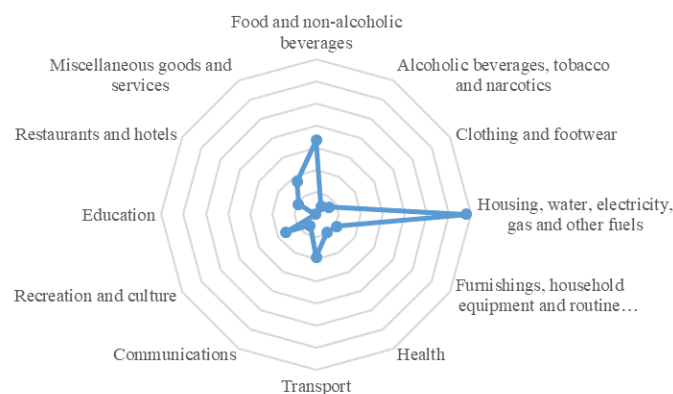 Food and non-alcoholic
beverages
Alcoholic beverages, tobacco
and narcotics
Clothing and footwear
Housing, water, electricity,
gas and other fuels
Furnishings, household
equipment and routine…
Health
Transport
Communications
Recreation and culture
Education
Restaurants and hotels
Miscellaneous goods and
services